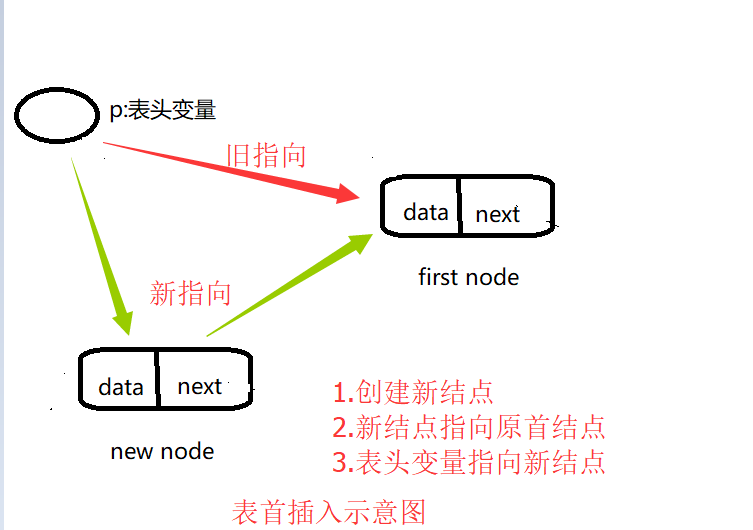 p:表头变量
旧指向
data next
first node
新指向
data next
new node
1.创建新结点
2.新结点指向原首结点
3.表头变量指向新结点
表首插入示意图